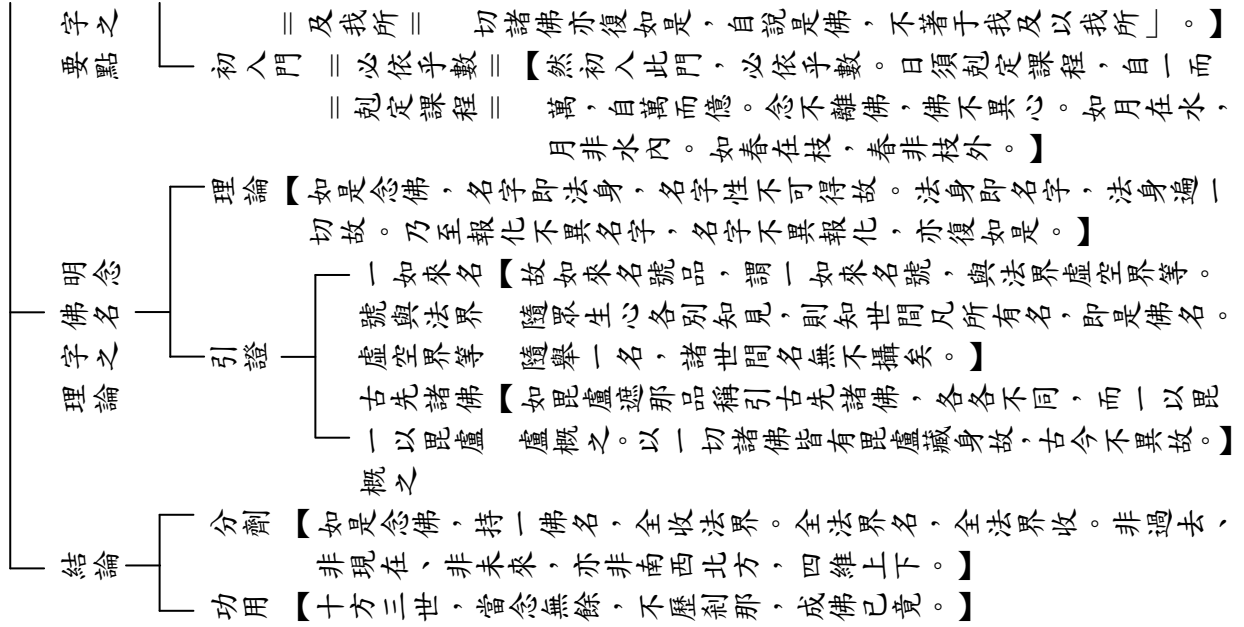 字之 ＝及我所＝ 切諸佛亦復如是，自說是佛，不著于我及以我所」。】
要點 初入門＝必依乎數＝【然初入此門，必依乎數。日須剋定課程，自一而
＝剋定課程＝ 萬，自萬而億。念不離佛，佛不異心。如月在水，
月非水內。如春在枝，春非枝外。】
理論【如是念佛，名字即法身，名字性不可得故。法身即名字，法身遍一
切故。乃至報化不異名字，名字不異報化，亦復如是。】
明念
佛名
字之
理論
引證
一如來名【故如來名號品，謂一如來名號，與法界虛空界等。
號與法界 隨眾生心各別知見，則知世間凡所有名，即是佛名。
虛空界等 隨舉一名，諸世間名無不攝矣。】
古先諸佛【如毘盧遮那品稱引古先諸佛，各各不同，而一以毘
一以毘盧 盧概之。以一切諸佛皆有毘盧藏身故，古今不異故。】
概之
結論
分劑【如是念佛，持一佛名，全收法界。全法界名，全法界收。非過去、
非現在、非未來，亦非南西北方，四維上下。】
功用【十方三世，當念無餘，不歷剎那，成佛已竟。】